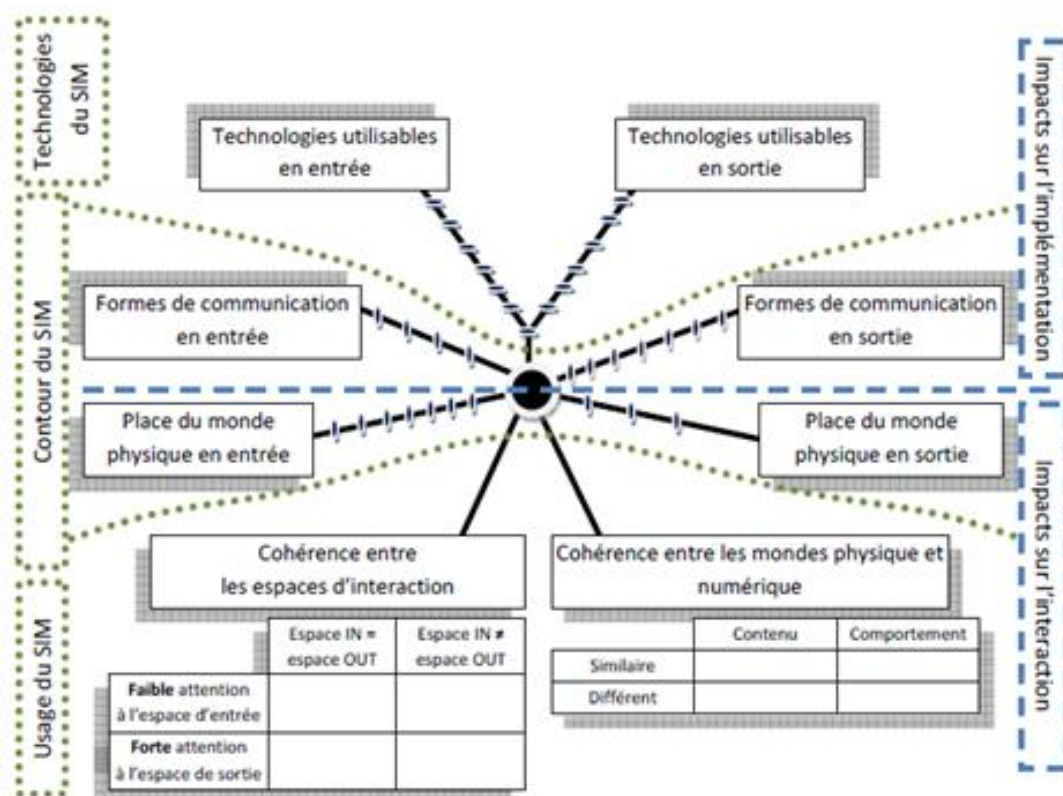 Technologies
du SIM
Contour du SIM
Usage du SIM
Technologies utilisables
en entrée
Technologies utilisables
en sortie
Formes de communication
en entrée
Formes de communication
en sortie
Place du monde
physique en entrée
Place du monde
physique en sortie
Cohérence entre
les espaces d'interaction
Cohérence entre les mondes physique et
numérique
Espace IN =
espace OUT
Espace IN ≠
espace OUT
Faible attention
à l'espace d'entrée
Forte attention
à l'espace de sortie
Contenu
Comportement
Similaire
Différent
Impacts sur l'implémentation
Impacts sur l'interaction